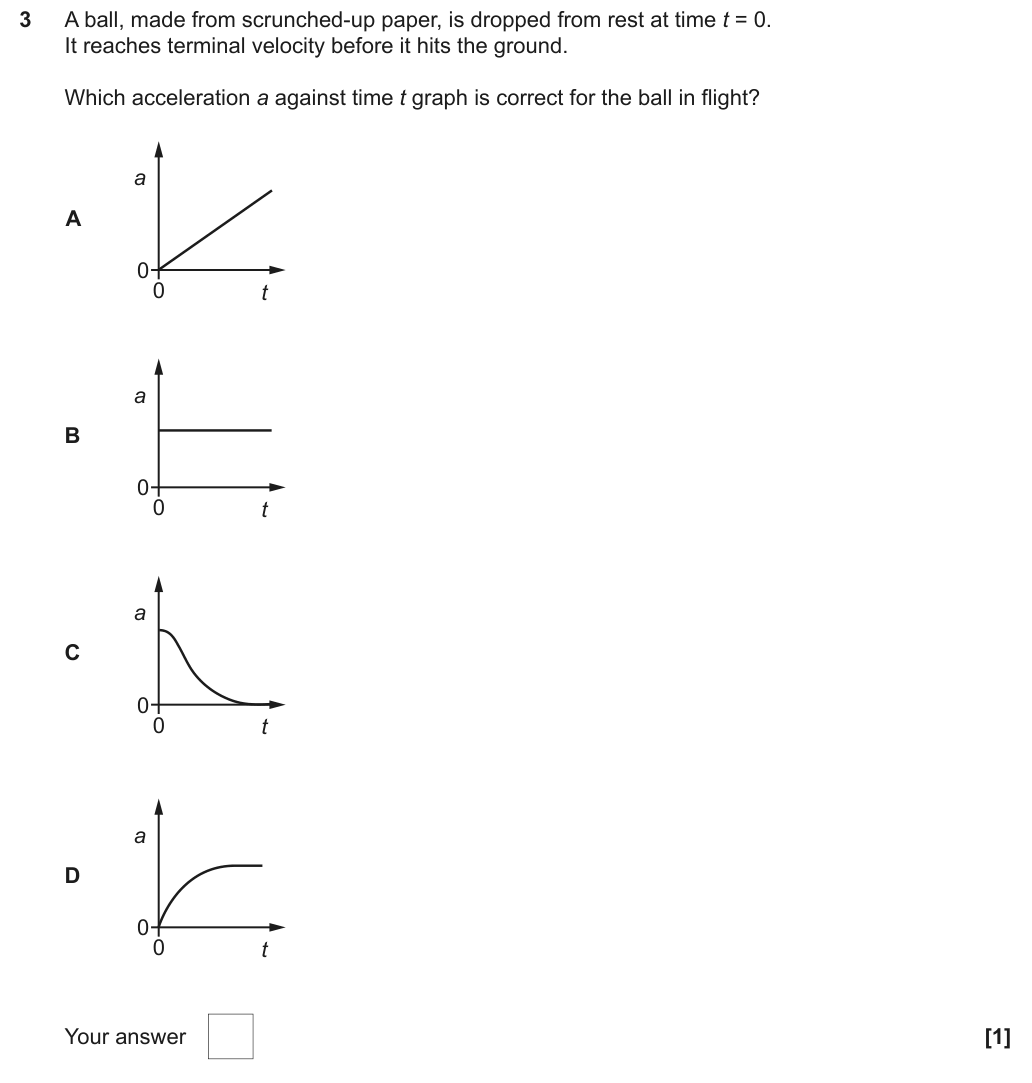 3 A ball, made from scrunched-up paper, is dropped from rest at time t = 0.
It reaches terminal velocity before it hits the ground.
Which acceleration a against time t graph is correct for the ball in flight?
a
A
0
0 t
a
B
0
0 t
a
C
0
0 t
a
D
0
0 t
Your answer [1]